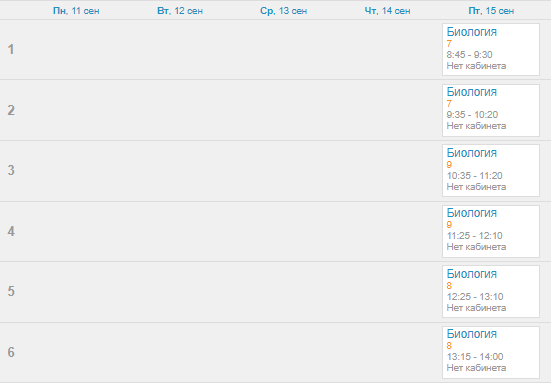 Пн, 11 сен Вт, 12 сен Ср, 13 сен Чт, 14 сен Пт, 15 сен
1
Биология
7
8:45 - 9:30
Нет кабинета
2
Биология
7
9:35 - 10:20
Нет кабинета
3
Биология
9
10:35 - 11:20
Нет кабинета
4
Биология
9
11:25 - 12:10
Нет кабинета
5
Биология
8
12:25 - 13:10
Нет кабинета
6
Биология
8
13:15 - 14:00
Нет кабинета